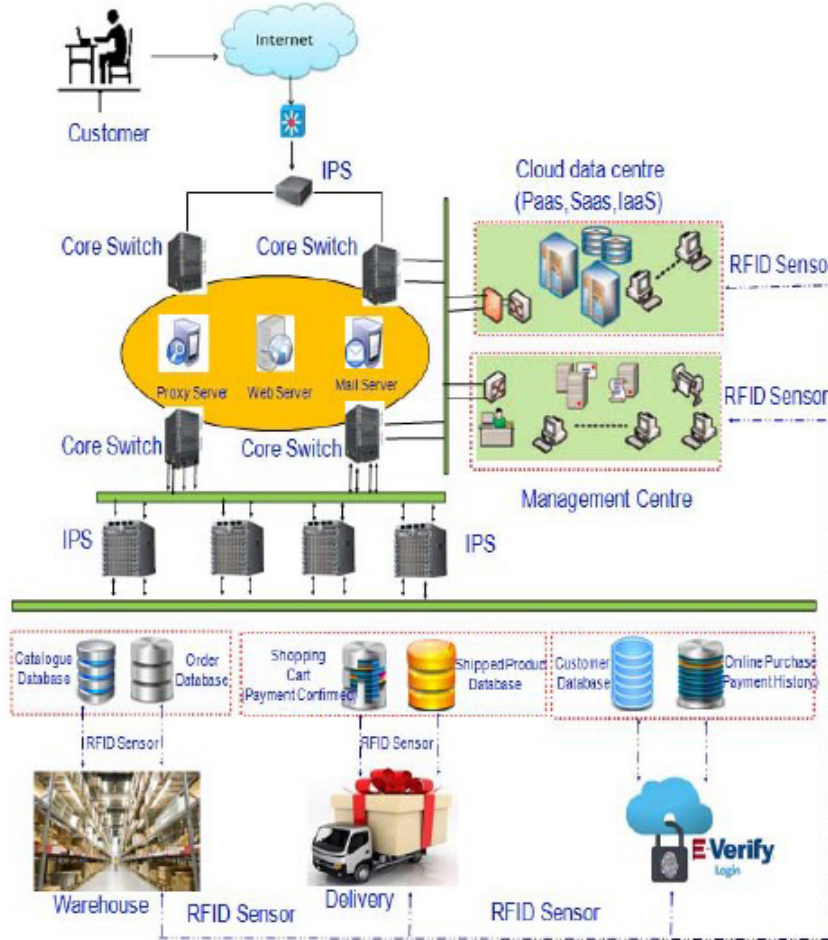 Internet
Customer
IPS
Cloud data centre
(Paas,Saas,IaaS)
Core Switch
Core Switch
RFID Sensor
Proxy Server
Web Server
Mail Server
RFID Sensor
Core Switch
Core Switch
Management Centre
IPS
IPS
Catalogue
Database
Order
Database
Shopping
Cart
(Payment Confirmed)
Shipped Product
Database
Customer
Database
Online Purchase
(Payment History)
RFID Sensor
RFID Sensor
E-Verify
Login
Warehouse
RFID Sensor
Delivery
RFID Sensor